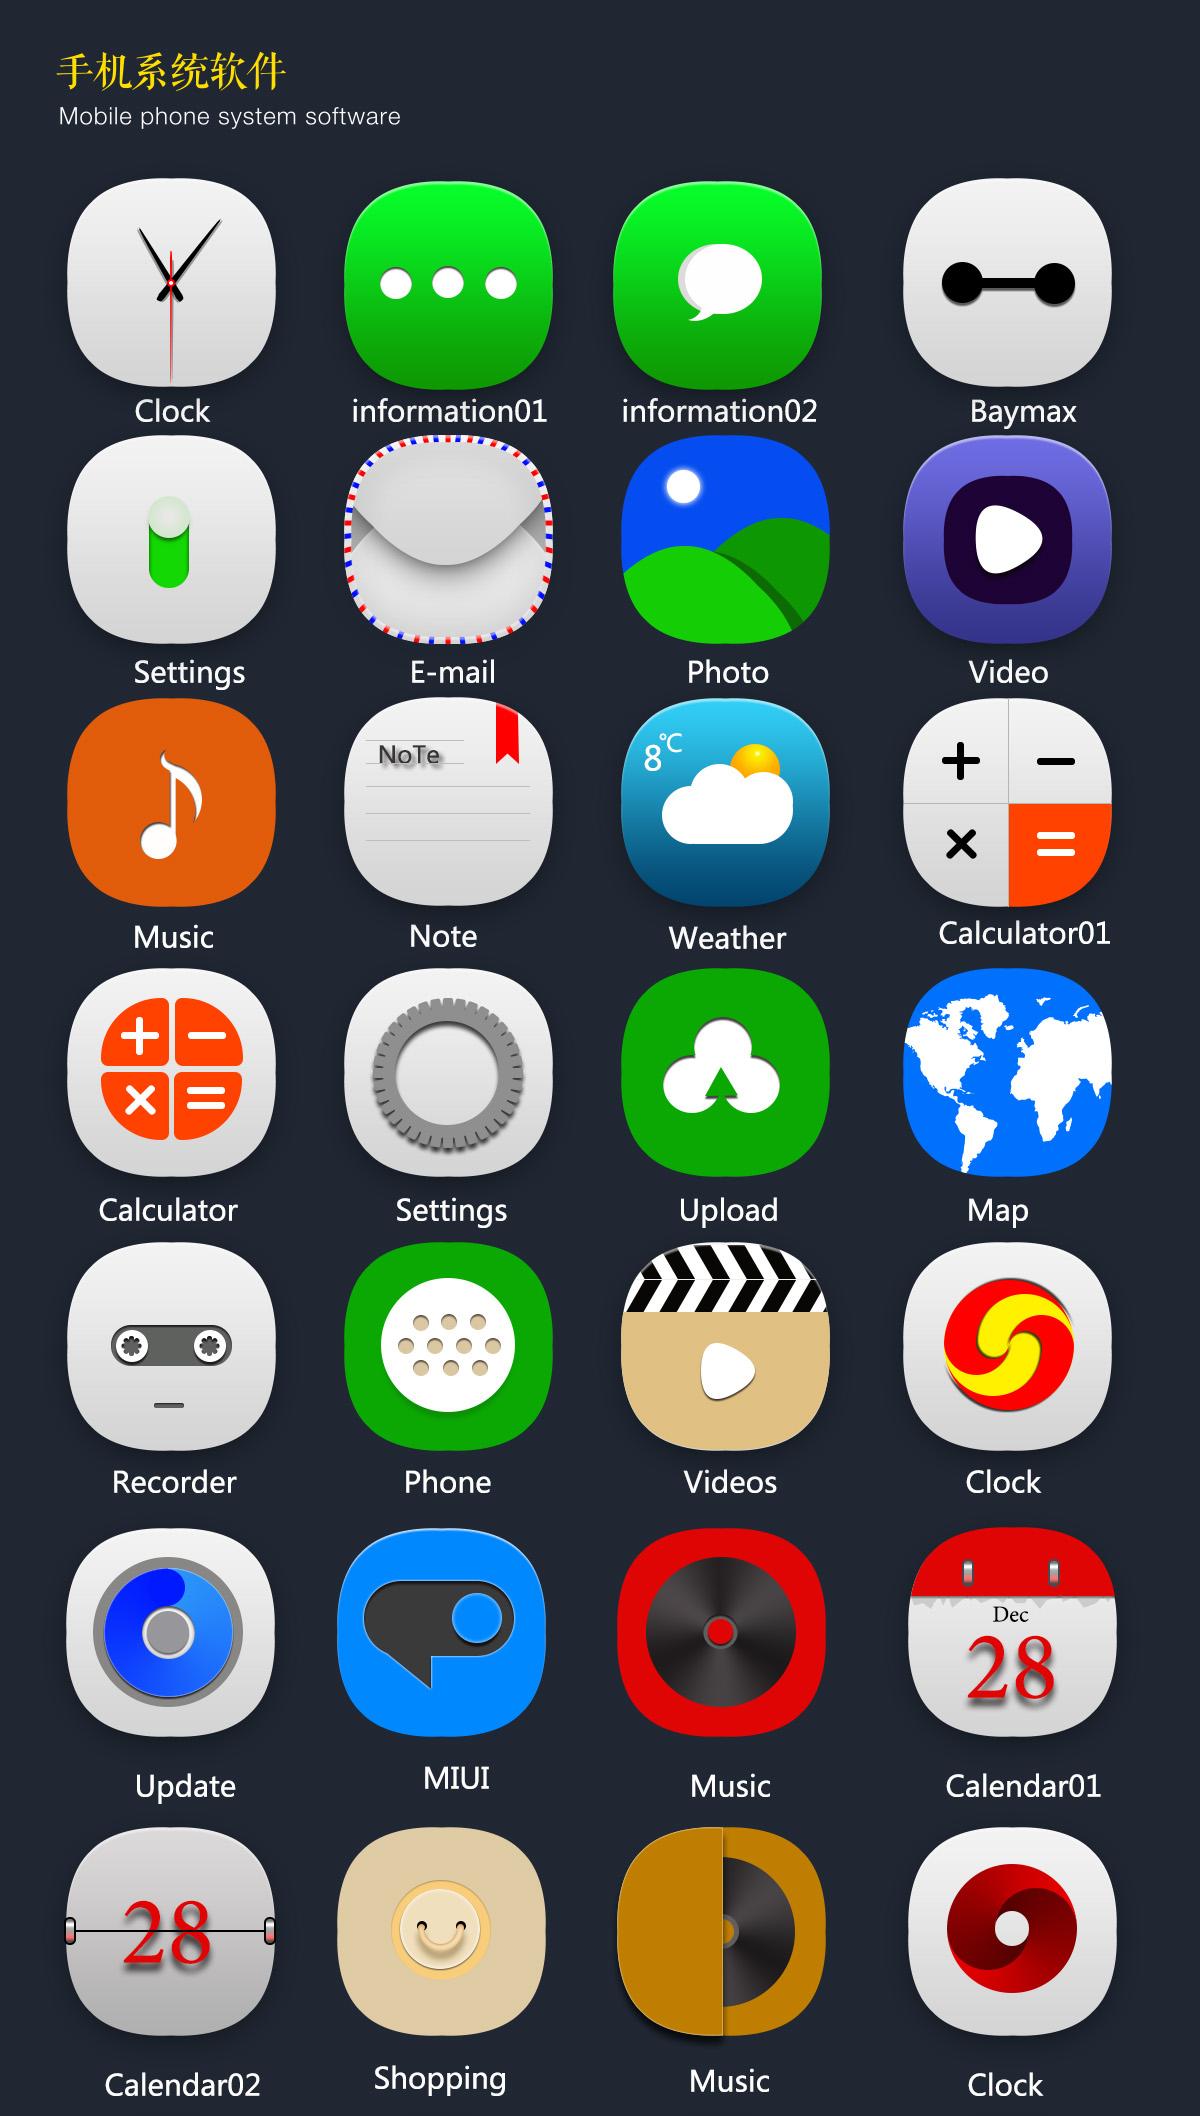 手机系统软件
Mobile phone system software
Clock
information01
information02
Baymax
Settings
E-mail
Photo
Video
NoTe
8℃
Music
Note
Weather
Calculator01
Calculator
Settings
Upload
Map
Recorder
Phone
Videos
Clock
Dec
28
Update
MIUI
Music
Calendar01
28
Calendar02
Shopping
Music
Clock